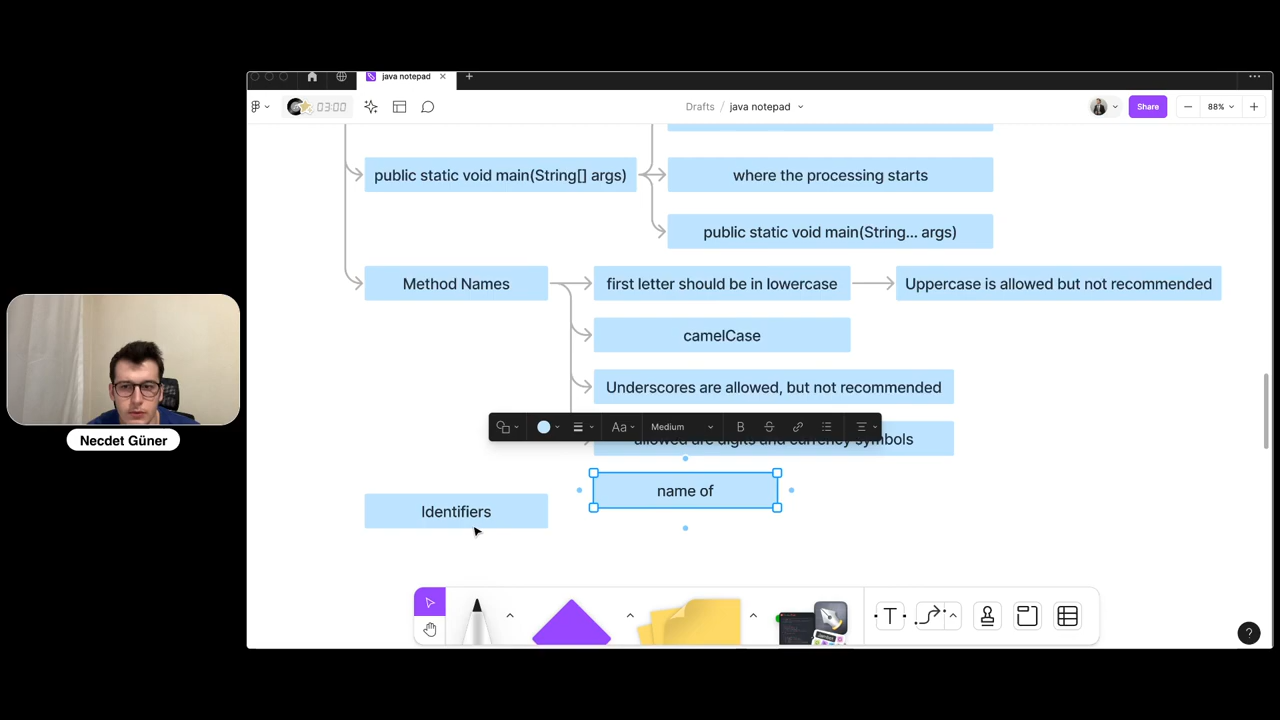 java notepad
03:00
Drafts / java notepad
Share
88%
public static void main(String[] args)
where the processing starts
public static void main(String... args)
Method Names
first letter should be in lowercase
Uppercase is allowed but not recommended
camelCase
Underscores are allowed, but not recommended
Aa
Medium
B
S
allowed are digits and currency symbols
name of
Identifiers
Necdet Güner
T
?